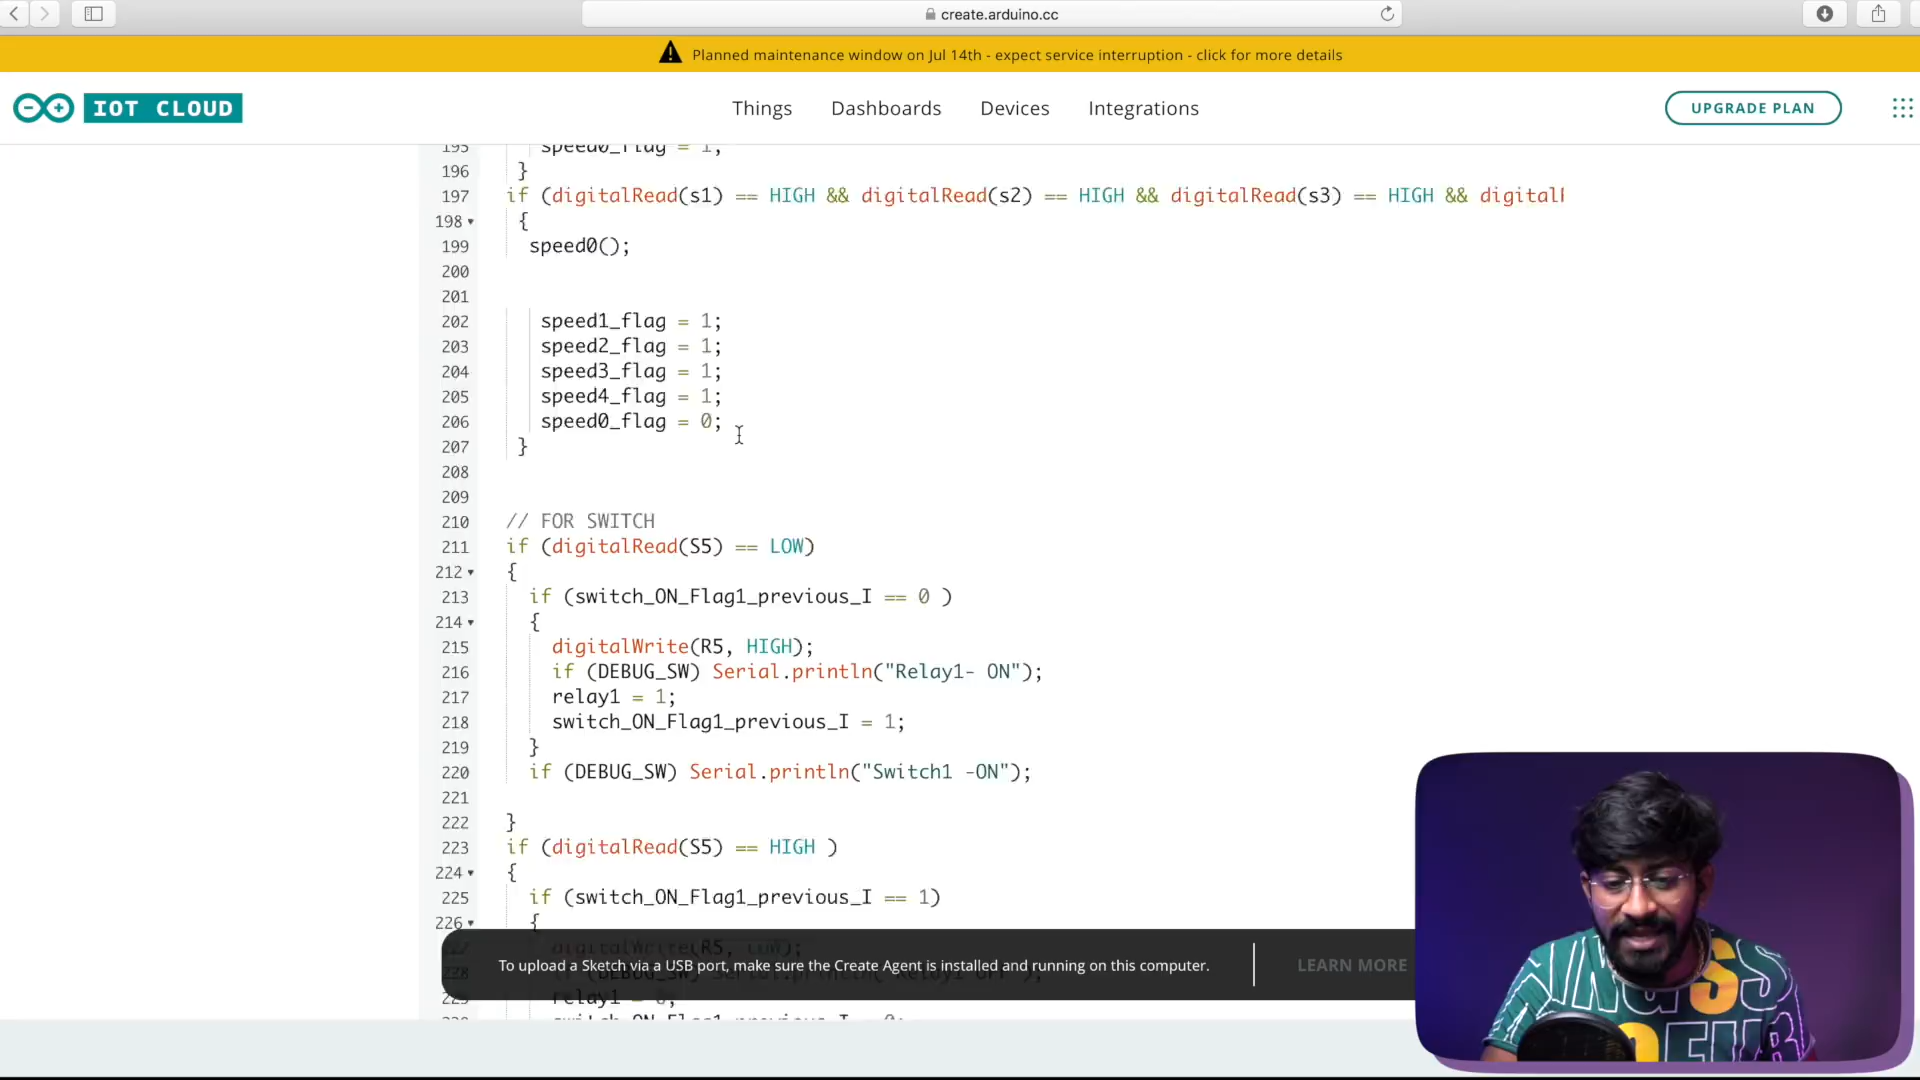 create.arduino.cc
Planned maintenance window on Jul 14th - expect service interruption - click for more details
IOT CLOUD
Things
Dashboards
Devices
Integrations
UPGRADE PLAN
195 speed0_flag = 1;
196 }
197 if (digitalRead(s1) == HIGH && digitalRead(s2) == HIGH && digitalRead(s3) == HIGH && digital
198 {
199 speed0();
200
201
202 speed1_flag = 1;
203 speed2_flag = 1;
204 speed3_flag = 1;
205 speed4_flag = 1;
206 speed0_flag = 0;
207 }
208
209
210 // FOR SWITCH
211 if (digitalRead(S5) == LOW)
212 {
213 if (switch_ON_Flag1_previous_I == 0 )
214 {
215 digitalWrite(R5, HIGH);
216 if (DEBUG_SW) Serial.println("Relay1- ON");
217 relay1 = 1;
218 switch_ON_Flag1_previous_I = 1;
219 }
220 if (DEBUG_SW) Serial.println("Switch1 -ON");
221
222 }
223 if (digitalRead(S5) == HIGH )
224 {
225 if (switch_ON_Flag1_previous_I == 1)
226 {
227 digitalWrite(R5, LOW);
To upload a Sketch via a USB port, make sure the Create Agent is installed and running on this computer.
LEARN MORE
228
229 relay1 = 0;